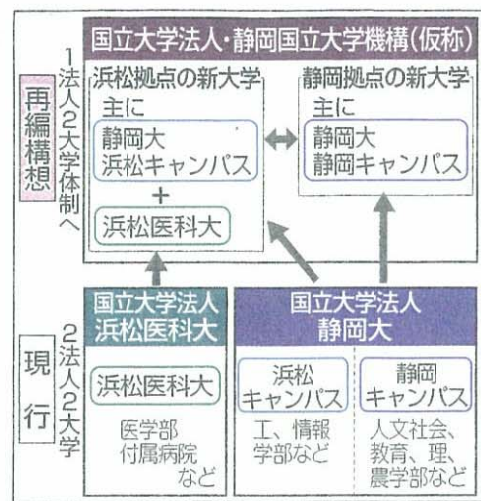 再編構想
1法人2大学体制へ
国立大学法人・静岡国立大学機構(仮称)
浜松拠点の新大学
主に
静岡大
浜松キャンパス
+
浜松医科大
静岡拠点の新大学
主に
静岡大
静岡キャンパス
現行
2法人2大学
国立大学法人
浜松医科大
浜松医科大
医学部
付属病院
など
国立大学法人
静岡大
浜松
キャンパス
工、情報
学部など
静岡
キャンパス
人文社会、
教育、理、
農学部など